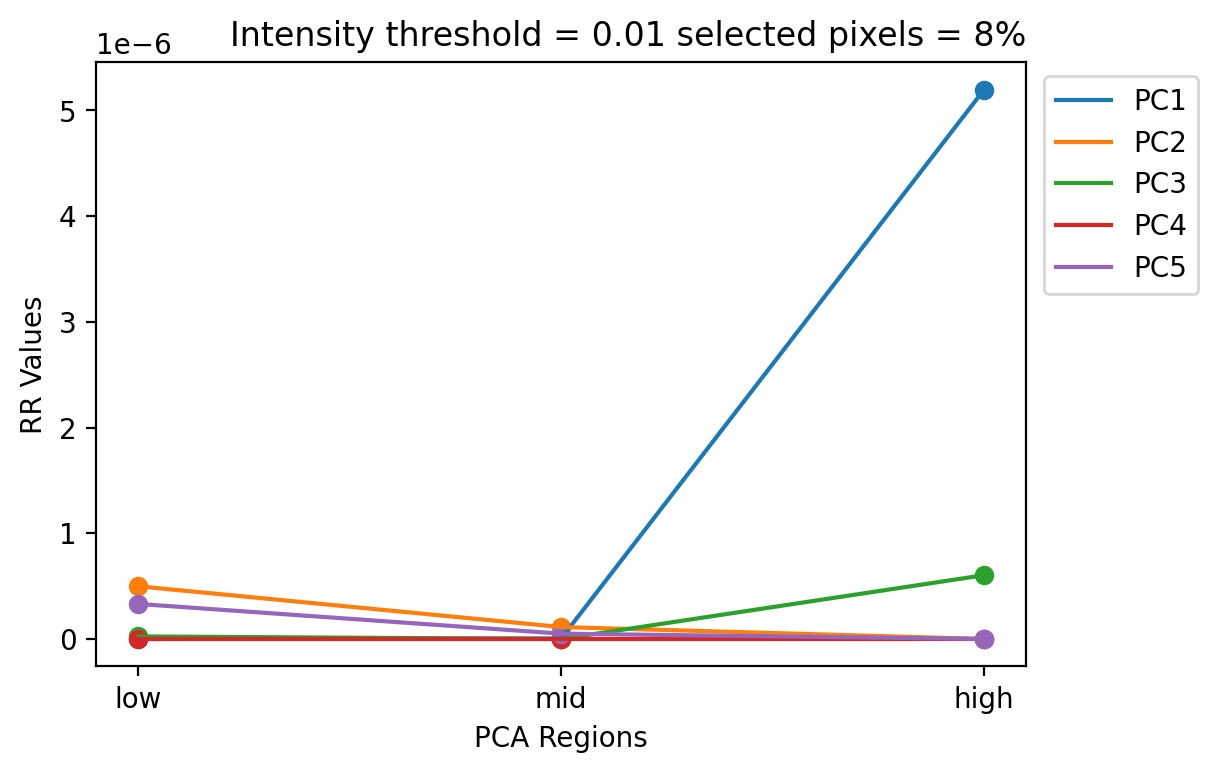 Intensity threshold = 0.01 selected pixels = 8%
1e−6
5
4
3
2
1
0
RR Values
low
mid
high
PCA Regions
PC1
PC2
PC3
PC4
PC5